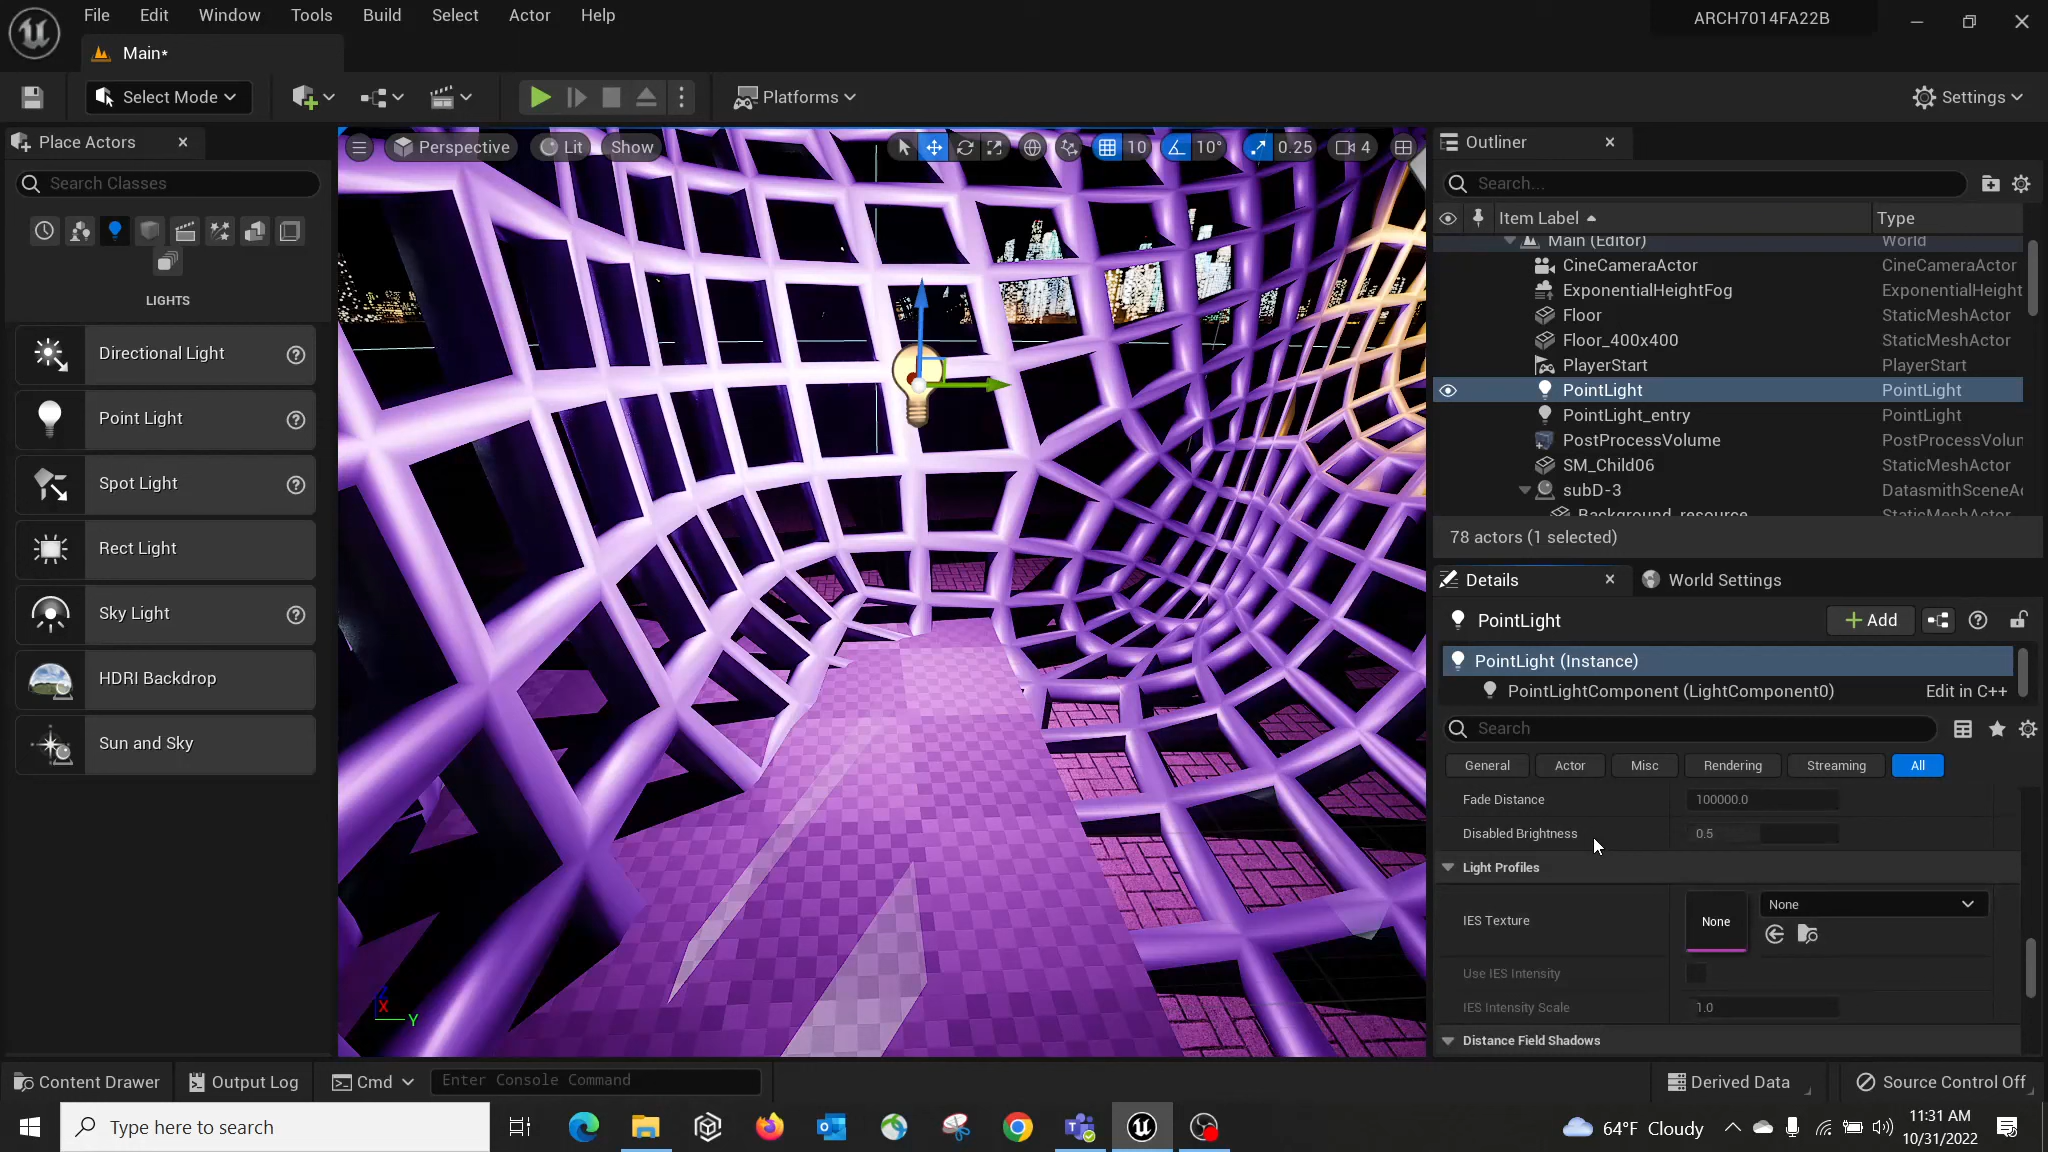 File Edit Window Tools Build Select Actor Help
ARCH7014FA22B
Main*
Select Mode
Platforms
Settings
Place Actors
Search Classes
LIGHTS
Directional Light
Point Light
Spot Light
Rect Light
Sky Light
HDRI Backdrop
Sun and Sky
Perspective Lit Show
10 10° 0.25 4
X Y
Outliner
Search...
Item Label Type
Main (Editor) World
CineCameraActor CineCameraActor
ExponentialHeightFog ExponentialHeight
Floor StaticMeshActor
Floor_400x400 StaticMeshActor
PlayerStart PlayerStart
PointLight PointLight
PointLight_entry PointLight
PostProcessVolume PostProcessVolun
SM_Child06 StaticMeshActor
subD-3 DatasmithSceneA
Background_resource StaticMeshActor
78 actors (1 selected)
Details World Settings
PointLight
Add
PointLight (Instance)
PointLightComponent (LightComponent0) Edit in C++
Search
General Actor Misc Rendering Streaming All
Fade Distance 100000.0
Disabled Brightness 0.5
Light Profiles
IES Texture None None
Use IES Intensity
IES Intensity Scale 1.0
Distance Field Shadows
Content Drawer Output Log Cmd Enter Console Command
Derived Data Source Control Off
Type here to search
64°F Cloudy
11:31 AM
10/31/2022